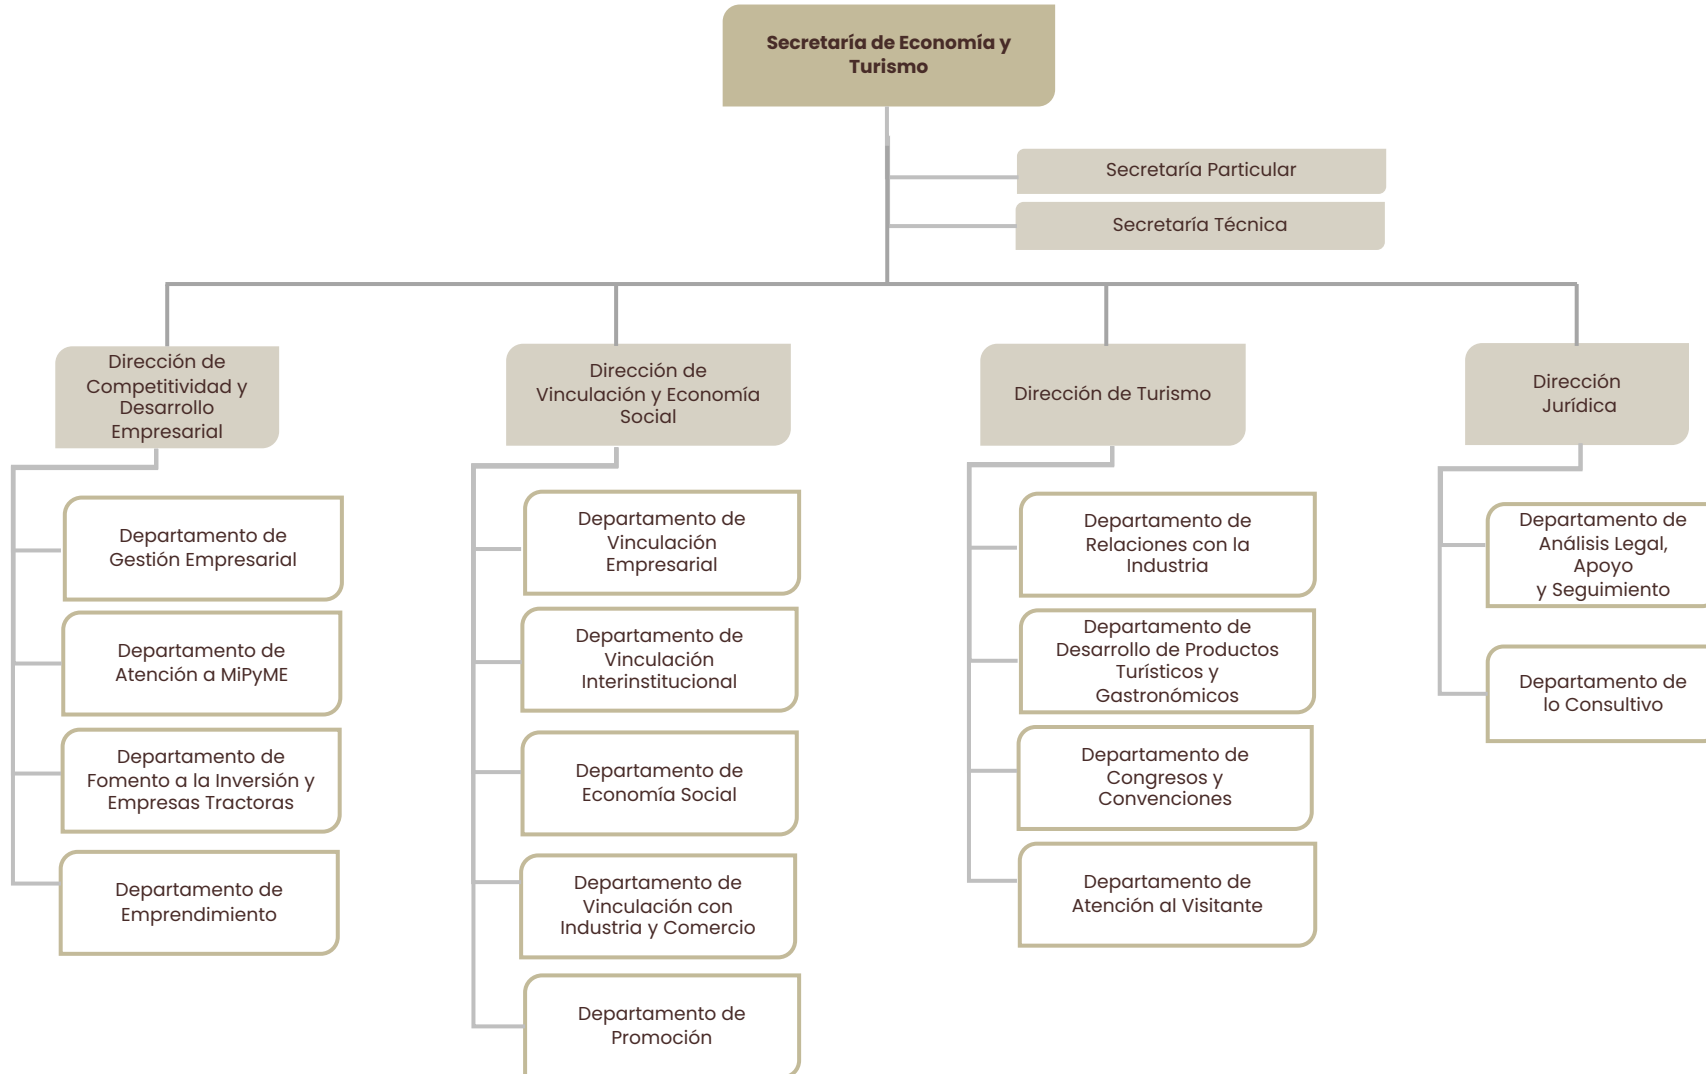 Secretaría de Economía y
Turismo
Secretaría Particular
Secretaría Técnica
Dirección de
Competitividad y
Desarrollo
Empresarial
Departamento de
Gestión Empresarial
Departamento de
Atención a MiPyME
Departamento de
Fomento a la Inversión y
Empresas Tractoras
Departamento de
Emprendimiento
Dirección de
Vinculación y Economía
Social
Departamento de
Vinculación
Empresarial
Departamento de
Vinculación
Interinstitucional
Departamento de
Economía Social
Departamento de
Vinculación con
Industria y Comercio
Departamento de
Promoción
Dirección de Turismo
Departamento de
Relaciones con la
Industria
Departamento de
Desarrollo de Productos
Turísticos y
Gastronómicos
Departamento de
Congresos y
Convenciones
Departamento de
Atención al Visitante
Dirección
Jurídica
Departamento de
Análisis Legal,
Apoyo
y Seguimiento
Departamento de
lo Consultivo